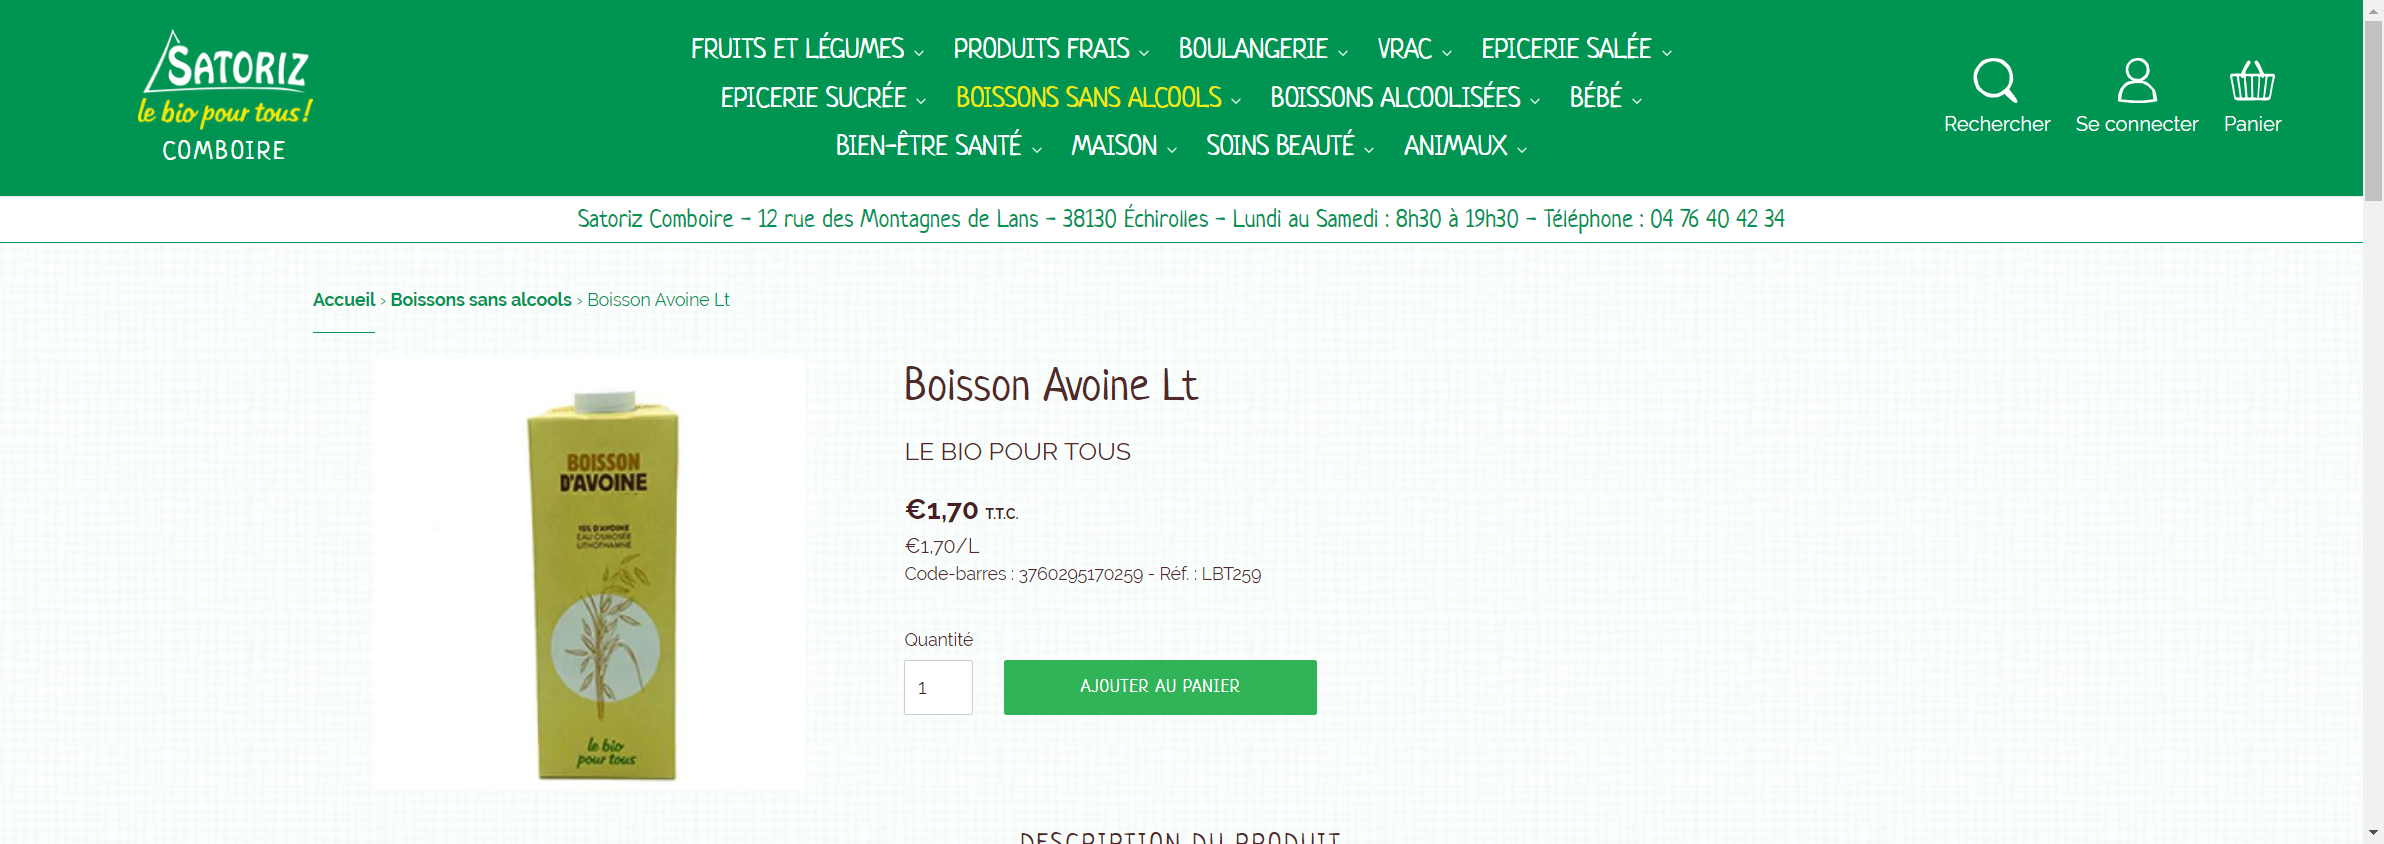 SATORIZ
le bio pour tous!
COMBOIRE
FRUITS ET LÉGUMES
PRODUITS FRAIS
BOULANGERIE
VRAC
EPICERIE SALÉE
EPICERIE SUCRÉE
BOISSONS SANS ALCOOLS
BOISSONS ALCOOLISÉES
BÉBÉ
BIEN-ÊTRE SANTÉ
MAISON
SOINS BEAUTÉ
ANIMAUX
Rechercher
Se connecter
Panier
Satoriz Comboire - 12 rue des Montagnes de Lans - 38130 Échirolles - Lundi au Samedi : 8h30 à 19h30 - Téléphone : 04 76 40 42 34
Accueil › Boissons sans alcools › Boisson Avoine Lt
BOISSON
D'AVOINE
15% D'AVOINE
EAU OSMOSÉE
LITHOTHAMNE
le bio
pour tous
Boisson Avoine Lt
LE BIO POUR TOUS
€1,70 T.T.C.
€1,70/L
Code-barres : 3760295170259 - Réf. : LBT259
Quantité
1
AJOUTER AU PANIER
DESCRIPTION DU PRODUIT